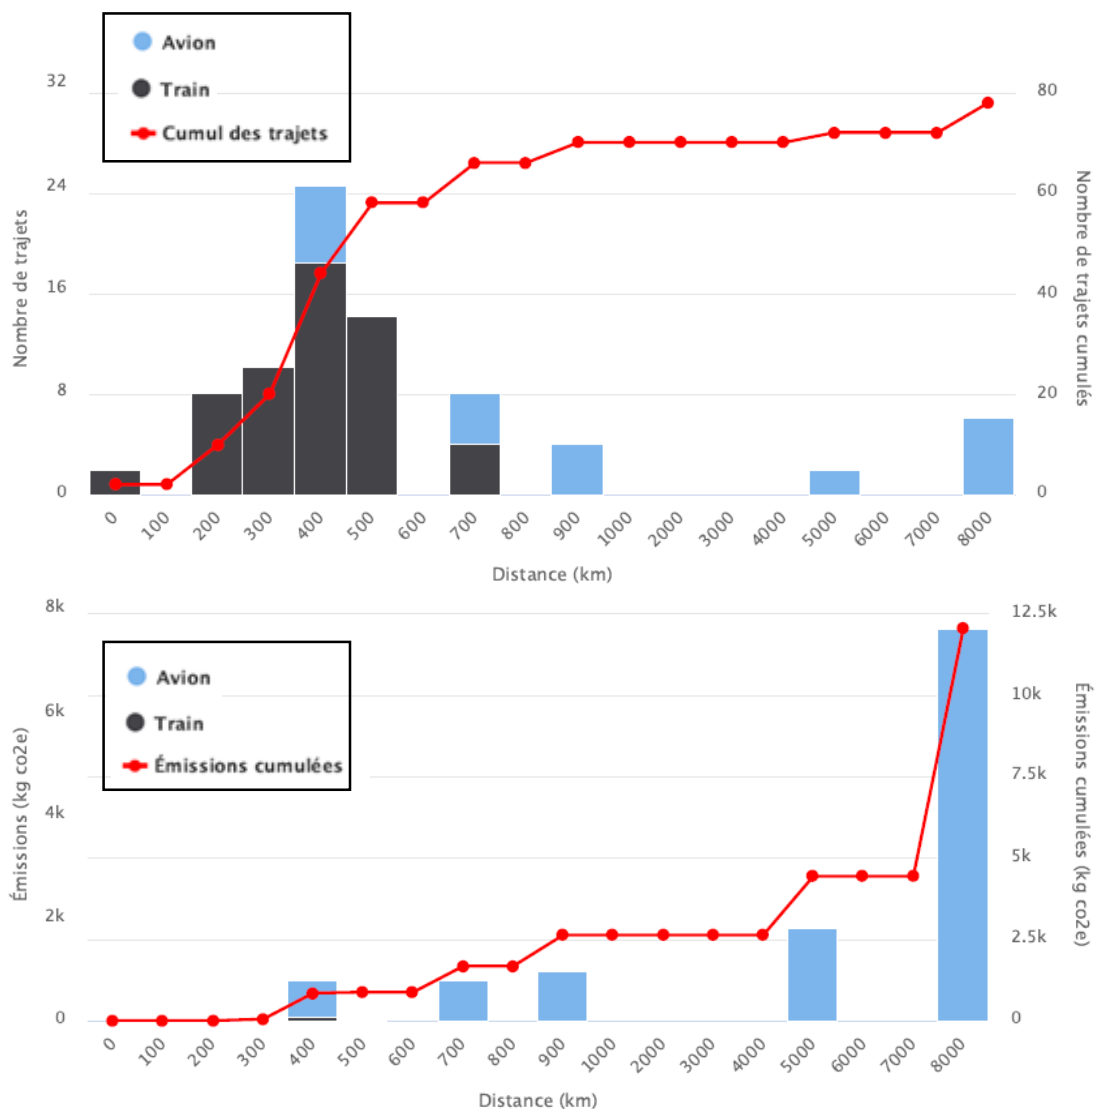 Avion
Train
Cumul des trajets
32
24
16
8
0
Nombre de trajets
80
60
40
20
0
Nombre de trajets cumulés
0 100 200 300 400 500 600 700 800 900 1000 2000 3000 4000 5000 6000 7000 8000
Distance (km)
Avion
Train
Émissions cumulées
8k
6k
4k
2k
0
Émissions (kg co2e)
12.5k
10k
7.5k
5k
2.5k
0
Émissions cumulées (kg co2e)
0 100 200 300 400 500 600 700 800 900 1000 2000 3000 4000 5000 6000 7000 8000
Distance (km)